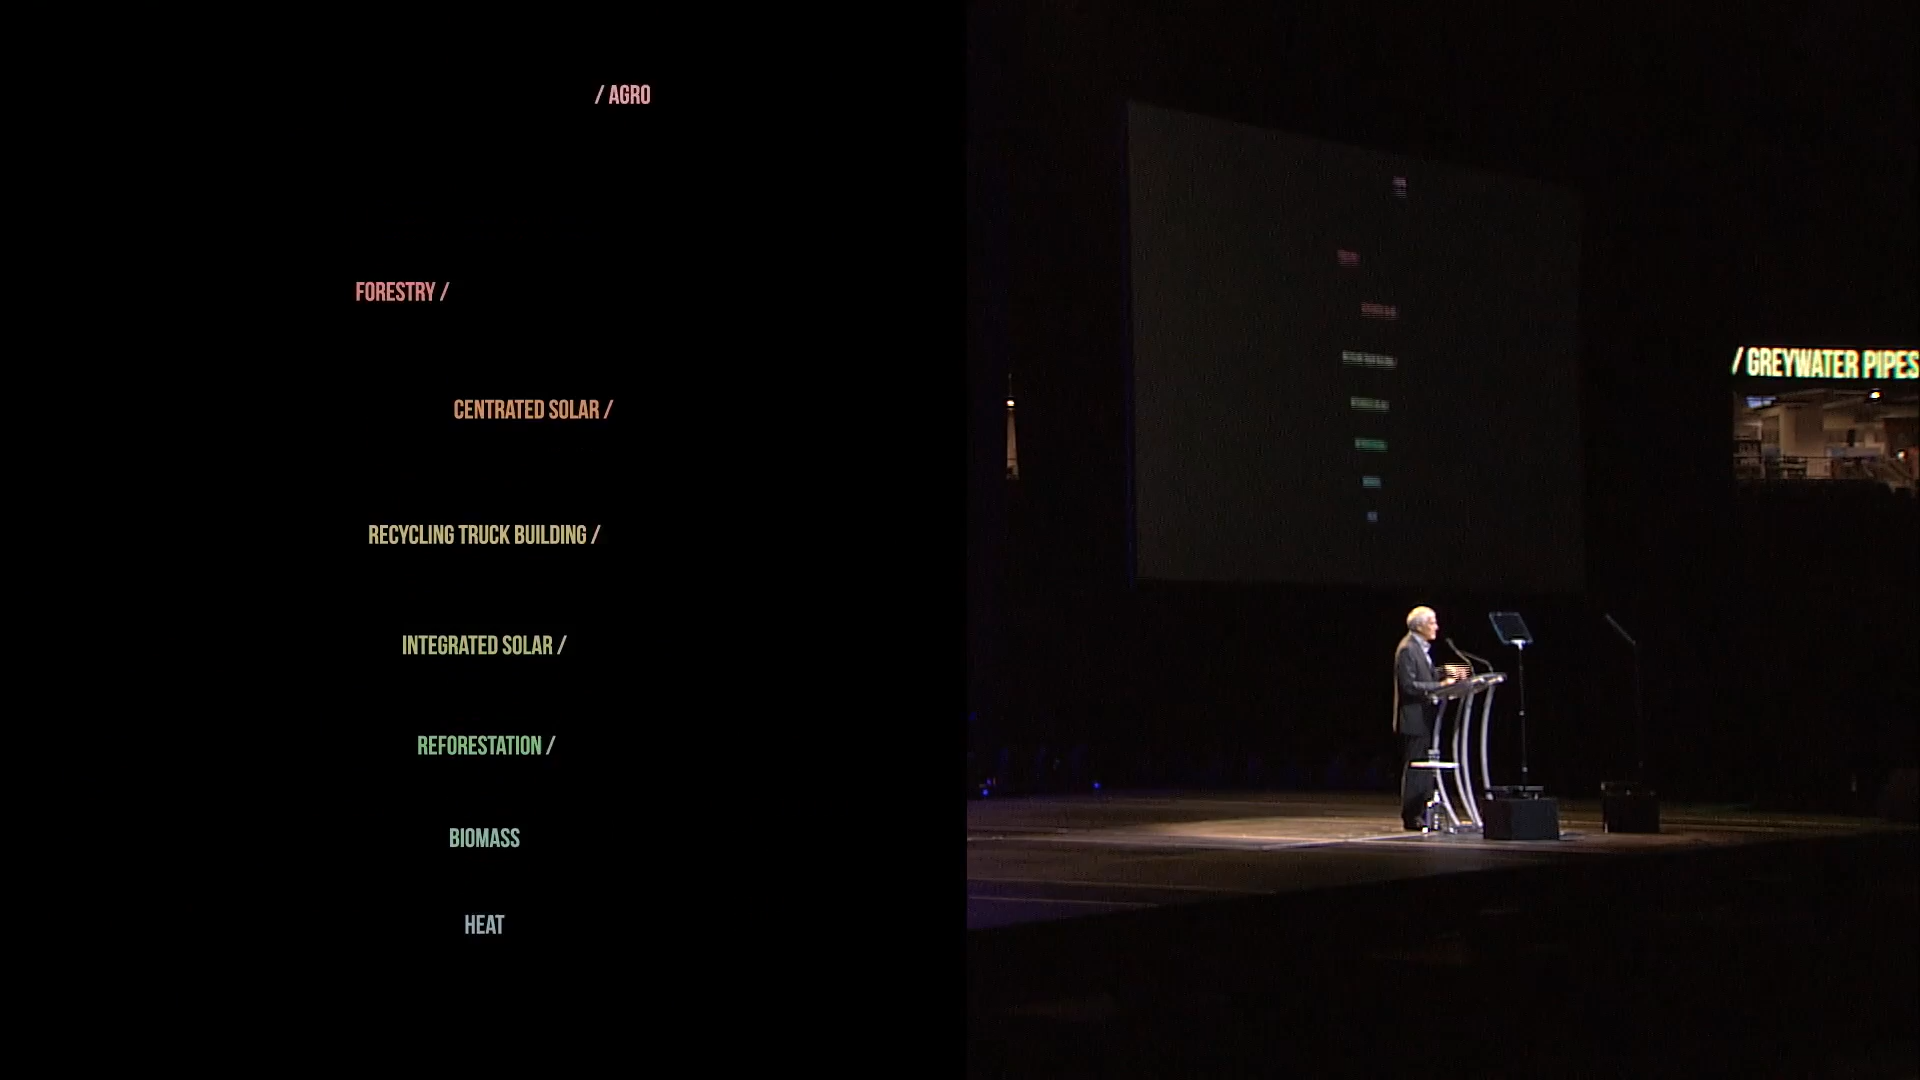 / AGRO
FORESTRY /
CENTRATED SOLAR /
RECYCLING TRUCK BUILDING /
INTEGRATED SOLAR /
REFORESTATION /
BIOMASS
HEAT
/ GREYWATER PIPES